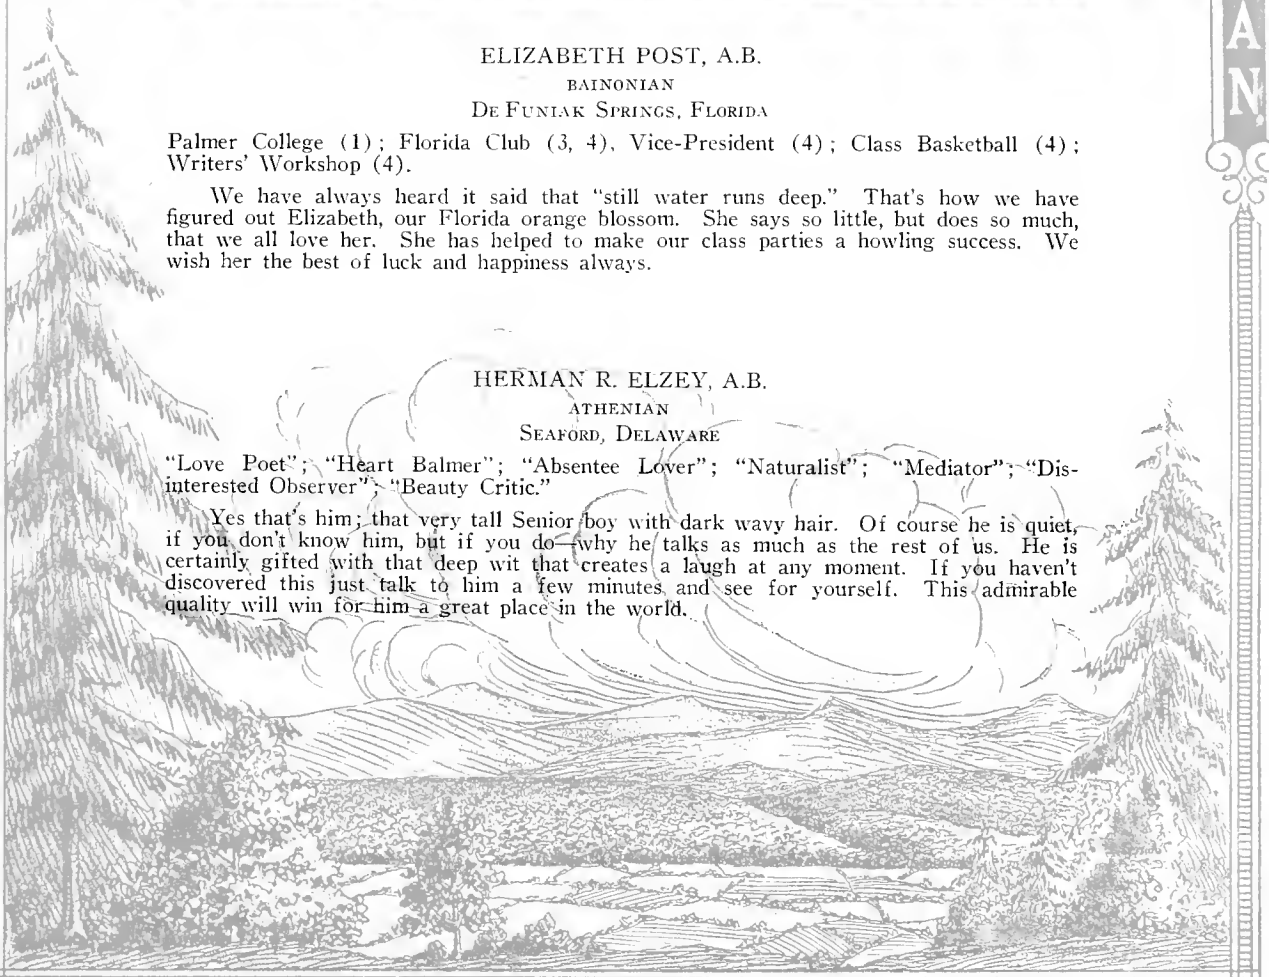 A
N,
ELIZABETH POST, A.B.
BAINONIAN
DE FUNIAK SPRINGS, FLORIDA
Palmer College (1); Florida Club (3, 4), Vice-President (4); Class Basketball (4);
Writers' Workshop (4).
We have always heard it said that "still water runs deep." That's how we have
figured out Elizabeth, our Florida orange blossom. She says so little, but does so much,
that we all love her. She has helped to make our class parties a howling success. We
wish her the best of luck and happiness always.
HERMAN R. ELZEY, A.B.
ATHENIAN
SEAFORD, DELAWARE
"Love Poet"; "Heart Balmer"; "Absentee Lover"; "Naturalist"; "Mediator"; "Dis-
interested Observer"; "Beauty Critic."
Yes that's him; that very tall Senior boy with dark wavy hair. Of course he is quiet,
if you don't know him, but if you do—why he talks as much as the rest of us. He is
certainly gifted with that deep wit that creates a laugh at any moment. If you haven't
discovered this just talk to him a few minutes and see for yourself. This admirable
quality will win for him a great place in the world.